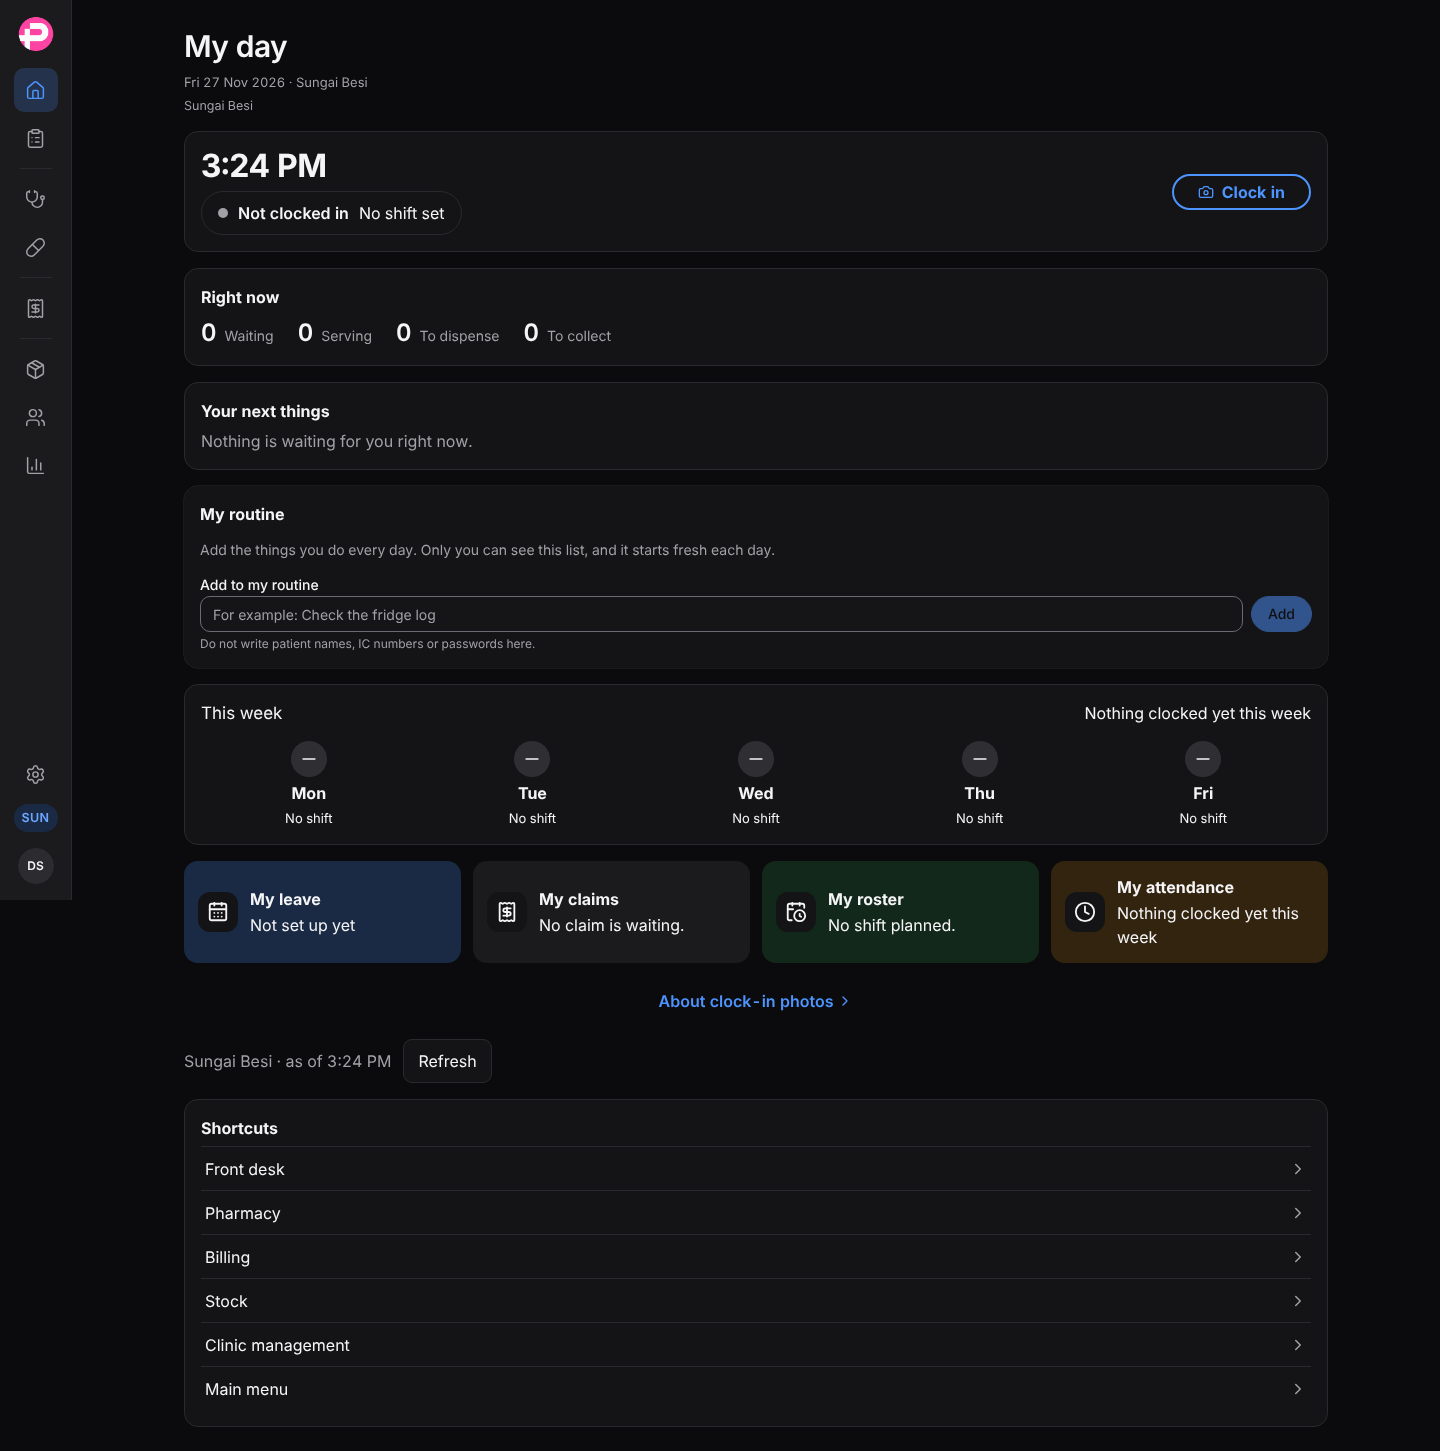 My day
Fri 27 Nov 2026 · Sungai Besi
Sungai Besi
3:24 PM
Not clocked in No shift set
Clock in
Right now
0 Waiting 0 Serving 0 To dispense 0 To collect
Your next things
Nothing is waiting for you right now.
My routine
Add the things you do every day. Only you can see this list, and it starts fresh each day.
Add to my routine
For example: Check the fridge log
Add
Do not write patient names, IC numbers or passwords here.
This week
Nothing clocked yet this week
Mon
No shift
Tue
No shift
Wed
No shift
Thu
No shift
Fri
No shift
My leave
Not set up yet
My claims
No claim is waiting.
My roster
No shift planned.
My attendance
Nothing clocked yet this
week
About clock-in photos
Sungai Besi · as of 3:24 PM
Refresh
Shortcuts
Front desk
Pharmacy
Billing
Stock
Clinic management
Main menu
SUN
DS